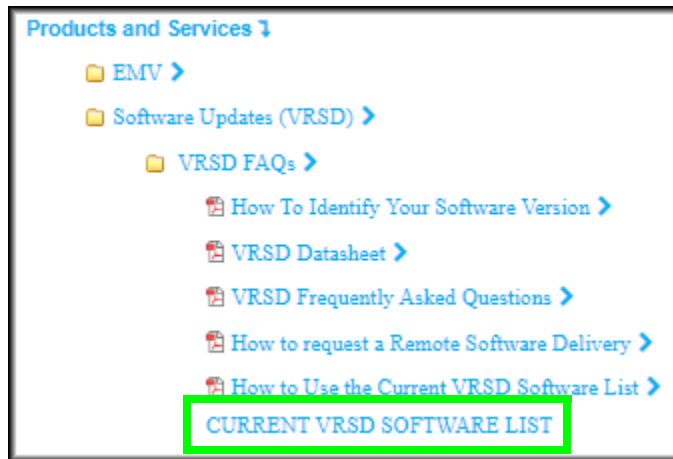 Products and Services ↴
EMV ❯
Software Updates (VRSD) ❯
VRSD FAQs ❯
How To Identify Your Software Version ❯
VRSD Datasheet ❯
VRSD Frequently Asked Questions ❯
How to request a Remote Software Delivery ❯
How to Use the Current VRSD Software List ❯
CURRENT VRSD SOFTWARE LIST